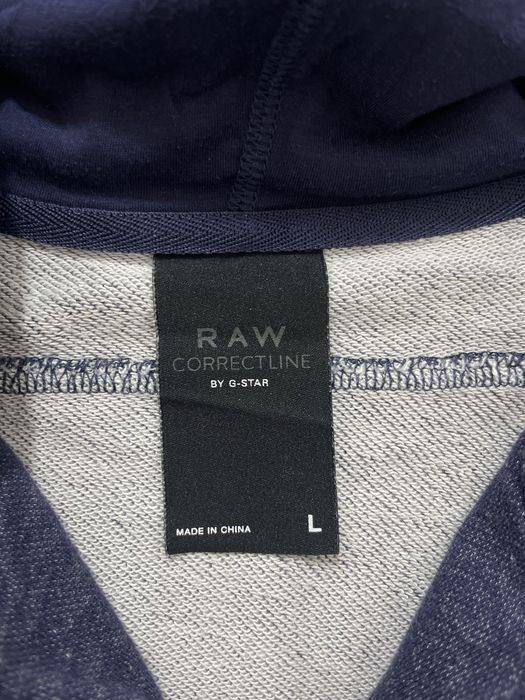 RAW
CORRECTLINE
BY G-STAR
MADE IN CHINA L